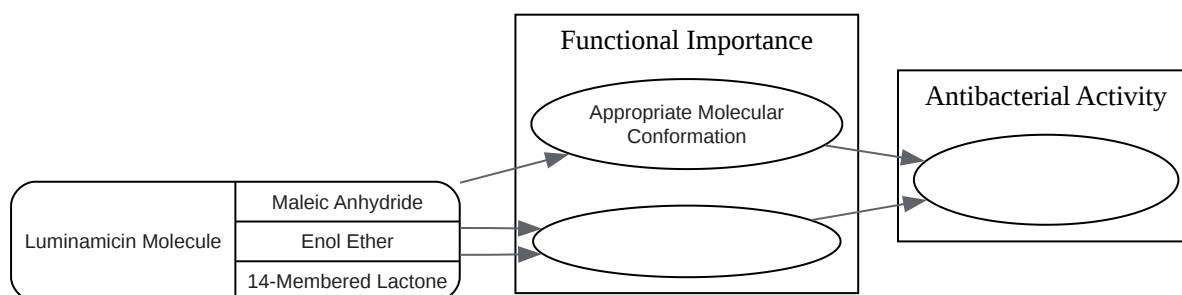 Functional Importance
Appropriate Molecular
Conformation
Antibacterial Activity
Luminamicin Molecule
Maleic Anhydride
Enol Ether
14-Membered Lactone